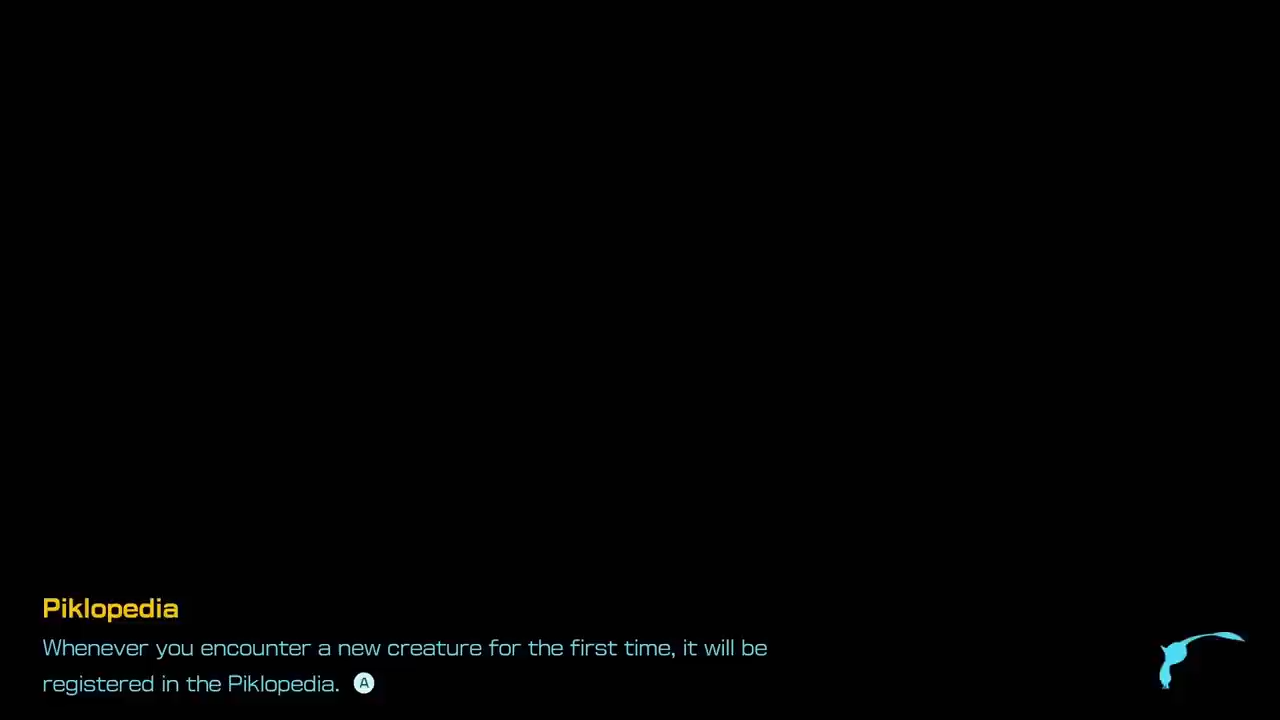 Piklopedia
Whenever you encounter a new creature for the first time, it will be
registered in the Piklopedia. A